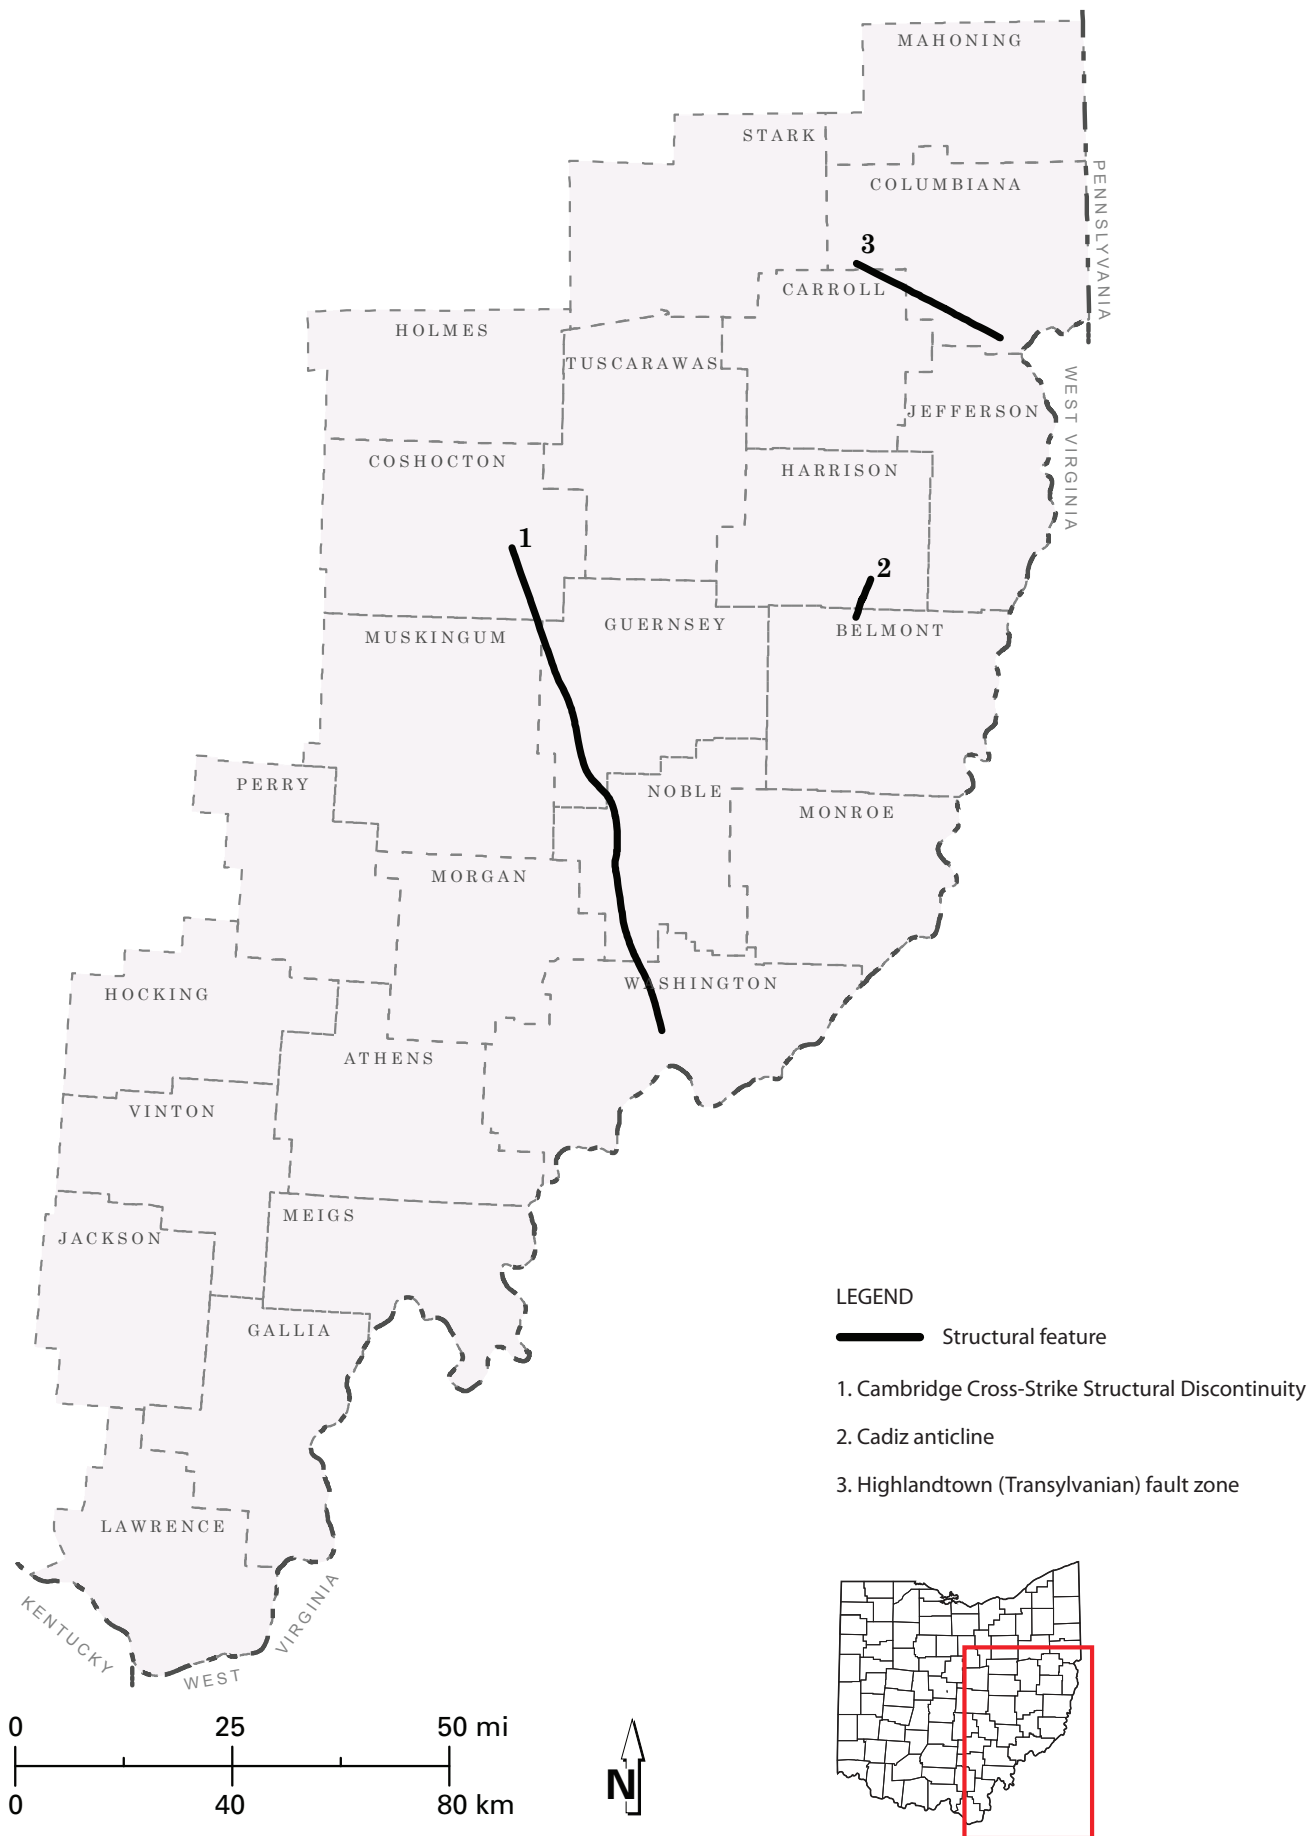 MAHONING
STARK
COLUMBIANA
PENNSLYVANIA
3
CARROLL
HOLMES
TUSCARAWAS
WEST VIRGINIA
JEFFERSON
COSHOCTON
HARRISON
1
2
GUERNSEY
BELMONT
MUSKINGUM
PERRY
NOBLE
MONROE
MORGAN
WASHINGTON
HOCKING
ATHENS
VINTON
MEIGS
JACKSON
GALLIA
LAWRENCE
KENTUCKY
WEST VIRGINIA
LEGEND
Structural feature
1. Cambridge Cross-Strike Structural Discontinuity
2. Cadiz anticline
3. Highlandtown (Transylvanian) fault zone
0 25 50 mi
0 40 80 km
N